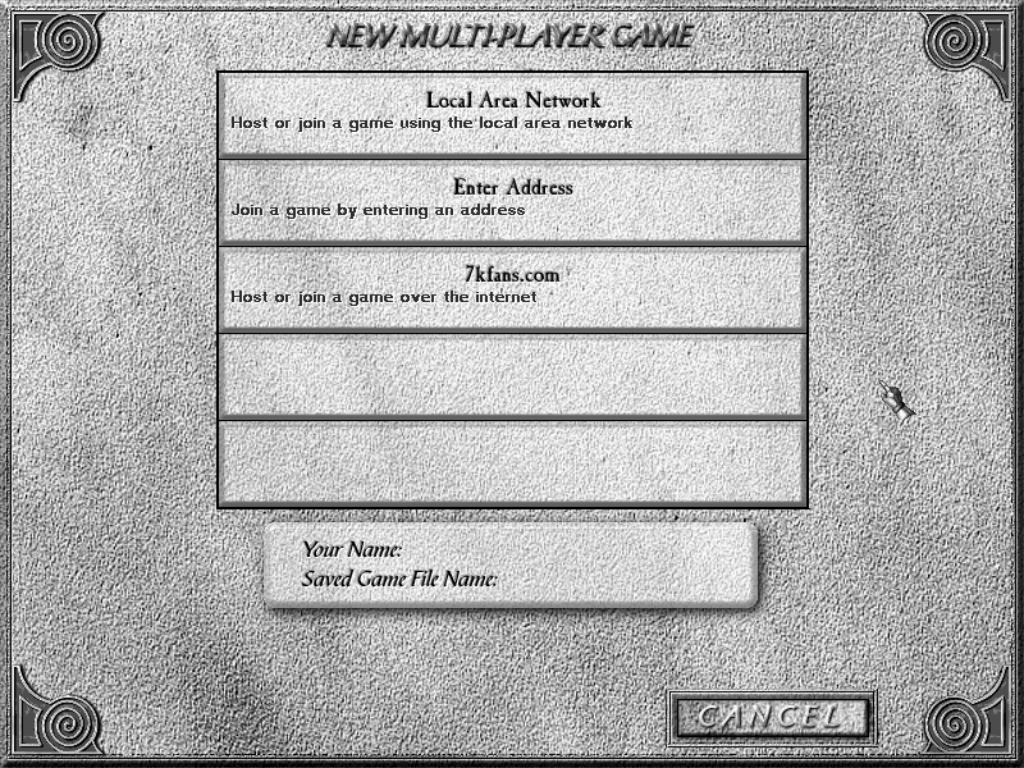 NEW MULTI-PLAYER GAME
Local Area Network
Host or join a game using the local area network
Enter Address
Join a game by entering an address
7kfans.com
Host or join a game over the internet
Your Name:
Saved Game File Name:
CANCEL